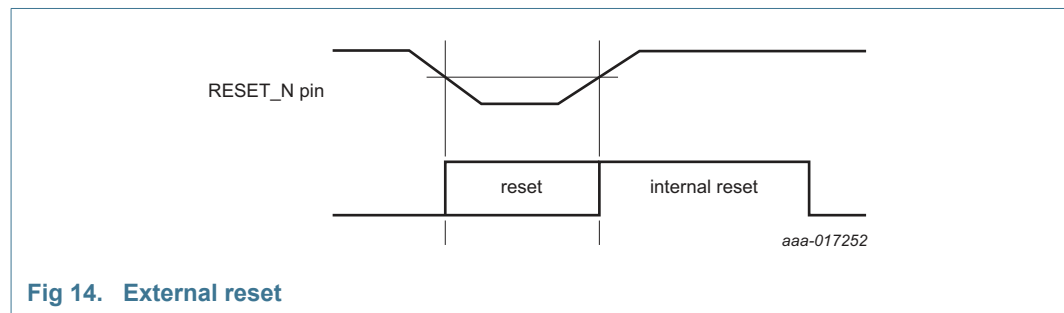 RESET_N pin
reset
internal reset
aaa-017252
Fig 14. External reset